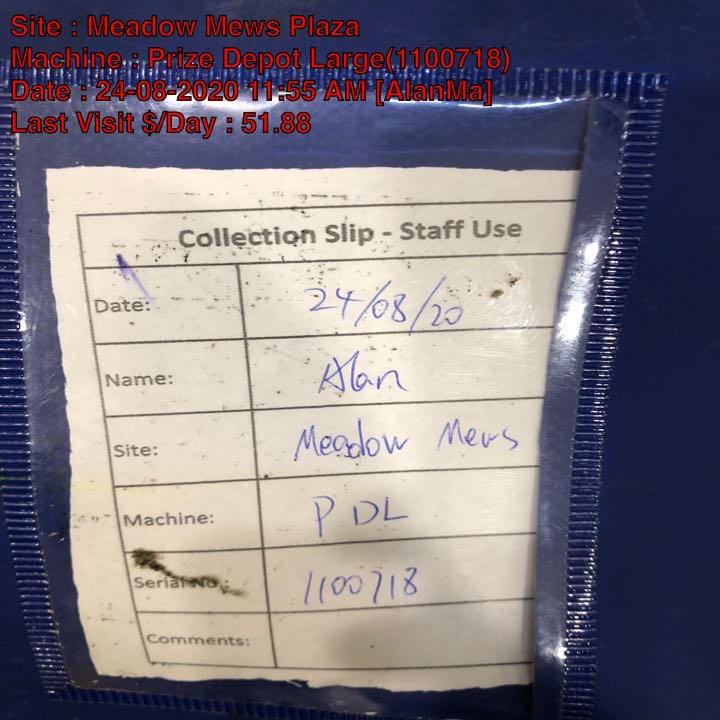 Site : Meadow Mews Plaza
Machine : Prize Depot Large(1100718)
Date : 24-08-2020 11:55 AM [AlanMa]
Last Visit $/Day : 51.88
Collection Slip - Staff Use
Date: 24/08/20
Name: Alan
Site: Meadow Mews
Machine: PDL
Serial No.: 1100718
Comments: